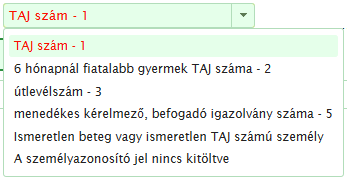 TAJ szám - 1
TAJ szám - 1
6 hónapnál fiatalabb gyermek TAJ száma - 2
útlevélszám - 3
menedékes kérelmező, befogadó igazolvány száma - 5
Ismeretlen beteg vagy ismeretlen TAJ számú személy
A személyazonosító jel nincs kitöltve